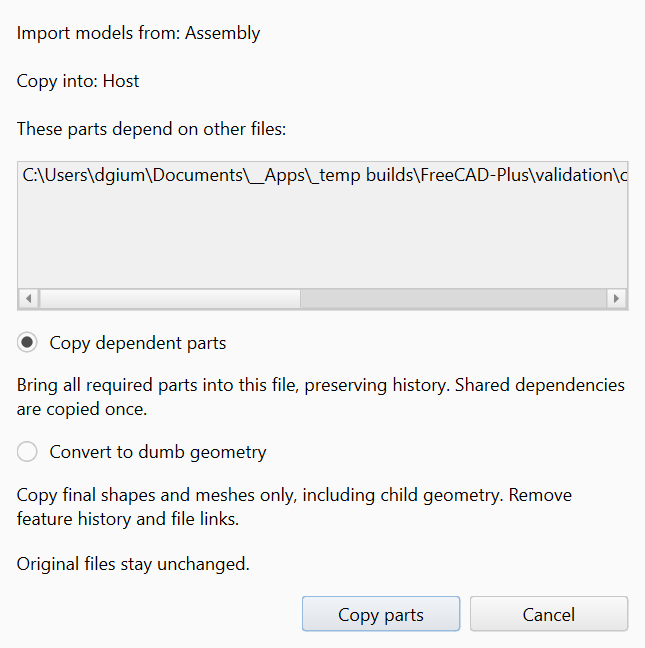 Import models from: Assembly
Copy into: Host
These parts depend on other files:
C:\Users\dgium\Documents\__Apps\_temp builds\FreeCAD-Plus\validation\c
Copy dependent parts
Bring all required parts into this file, preserving history. Shared dependencies
are copied once.
Convert to dumb geometry
Copy final shapes and meshes only, including child geometry. Remove
feature history and file links.
Original files stay unchanged.
Copy parts
Cancel